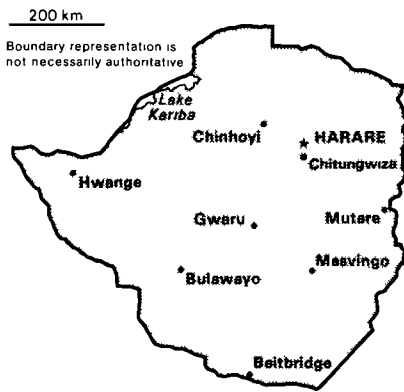 200 km
Boundary representation is
not necessarily authoritative
Lake
Kariba
Chinhoyi
HARARE
Chitungwiza
Hwange
Gwaru
Mutare
Masvingo
Bulawayo
Beitbridge